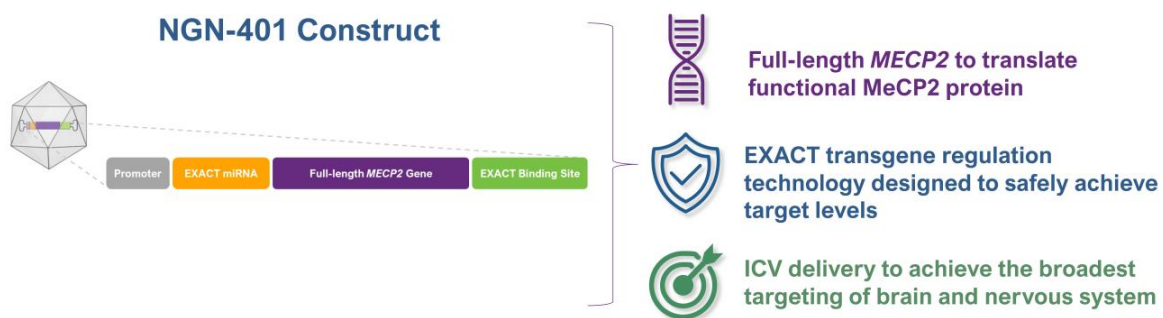 NGN-401 Construct
Promoter
EXACT miRNA
Full-length MECP2 Gene
EXACT Binding Site
Full-length MECP2 to translate
functional MeCP2 protein
EXACT transgene regulation
technology designed to safely achieve
target levels
ICV delivery to achieve the broadest
targeting of brain and nervous system